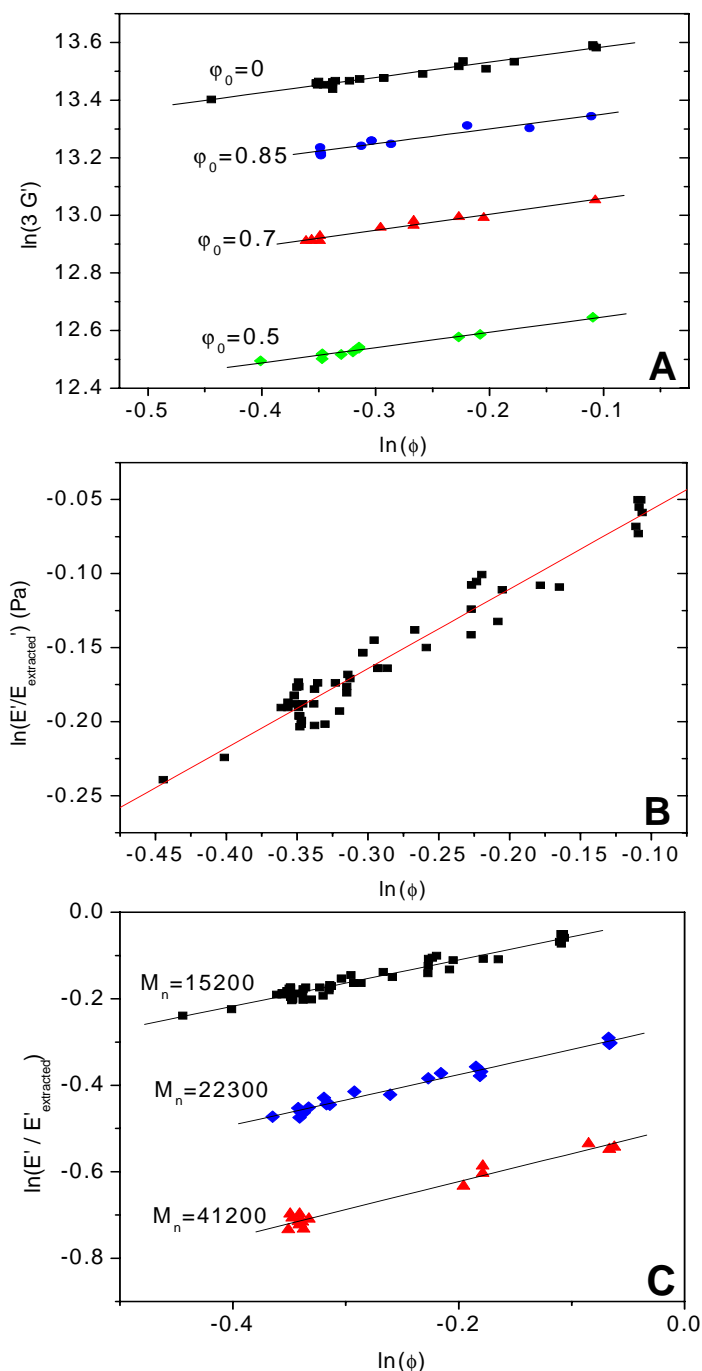 13.6
13.4
13.2
13.0
12.8
12.6
12.4
ln(3 G')
φ0=0
φ0=0.85
φ0=0.7
φ0=0.5
A
-0.5 -0.4 -0.3 -0.2 -0.1
ln(ϕ)
-0.05
-0.10
-0.15
-0.20
-0.25
ln(E'/Eextracted') (Pa)
B
-0.45 -0.40 -0.35 -0.30 -0.25 -0.20 -0.15 -0.10
ln(ϕ)
0.0
-0.2
-0.4
-0.6
-0.8
ln(E' / E'extracted)
Mn=15200
Mn=22300
Mn=41200
C
-0.4 -0.2 0.0
ln(ϕ)